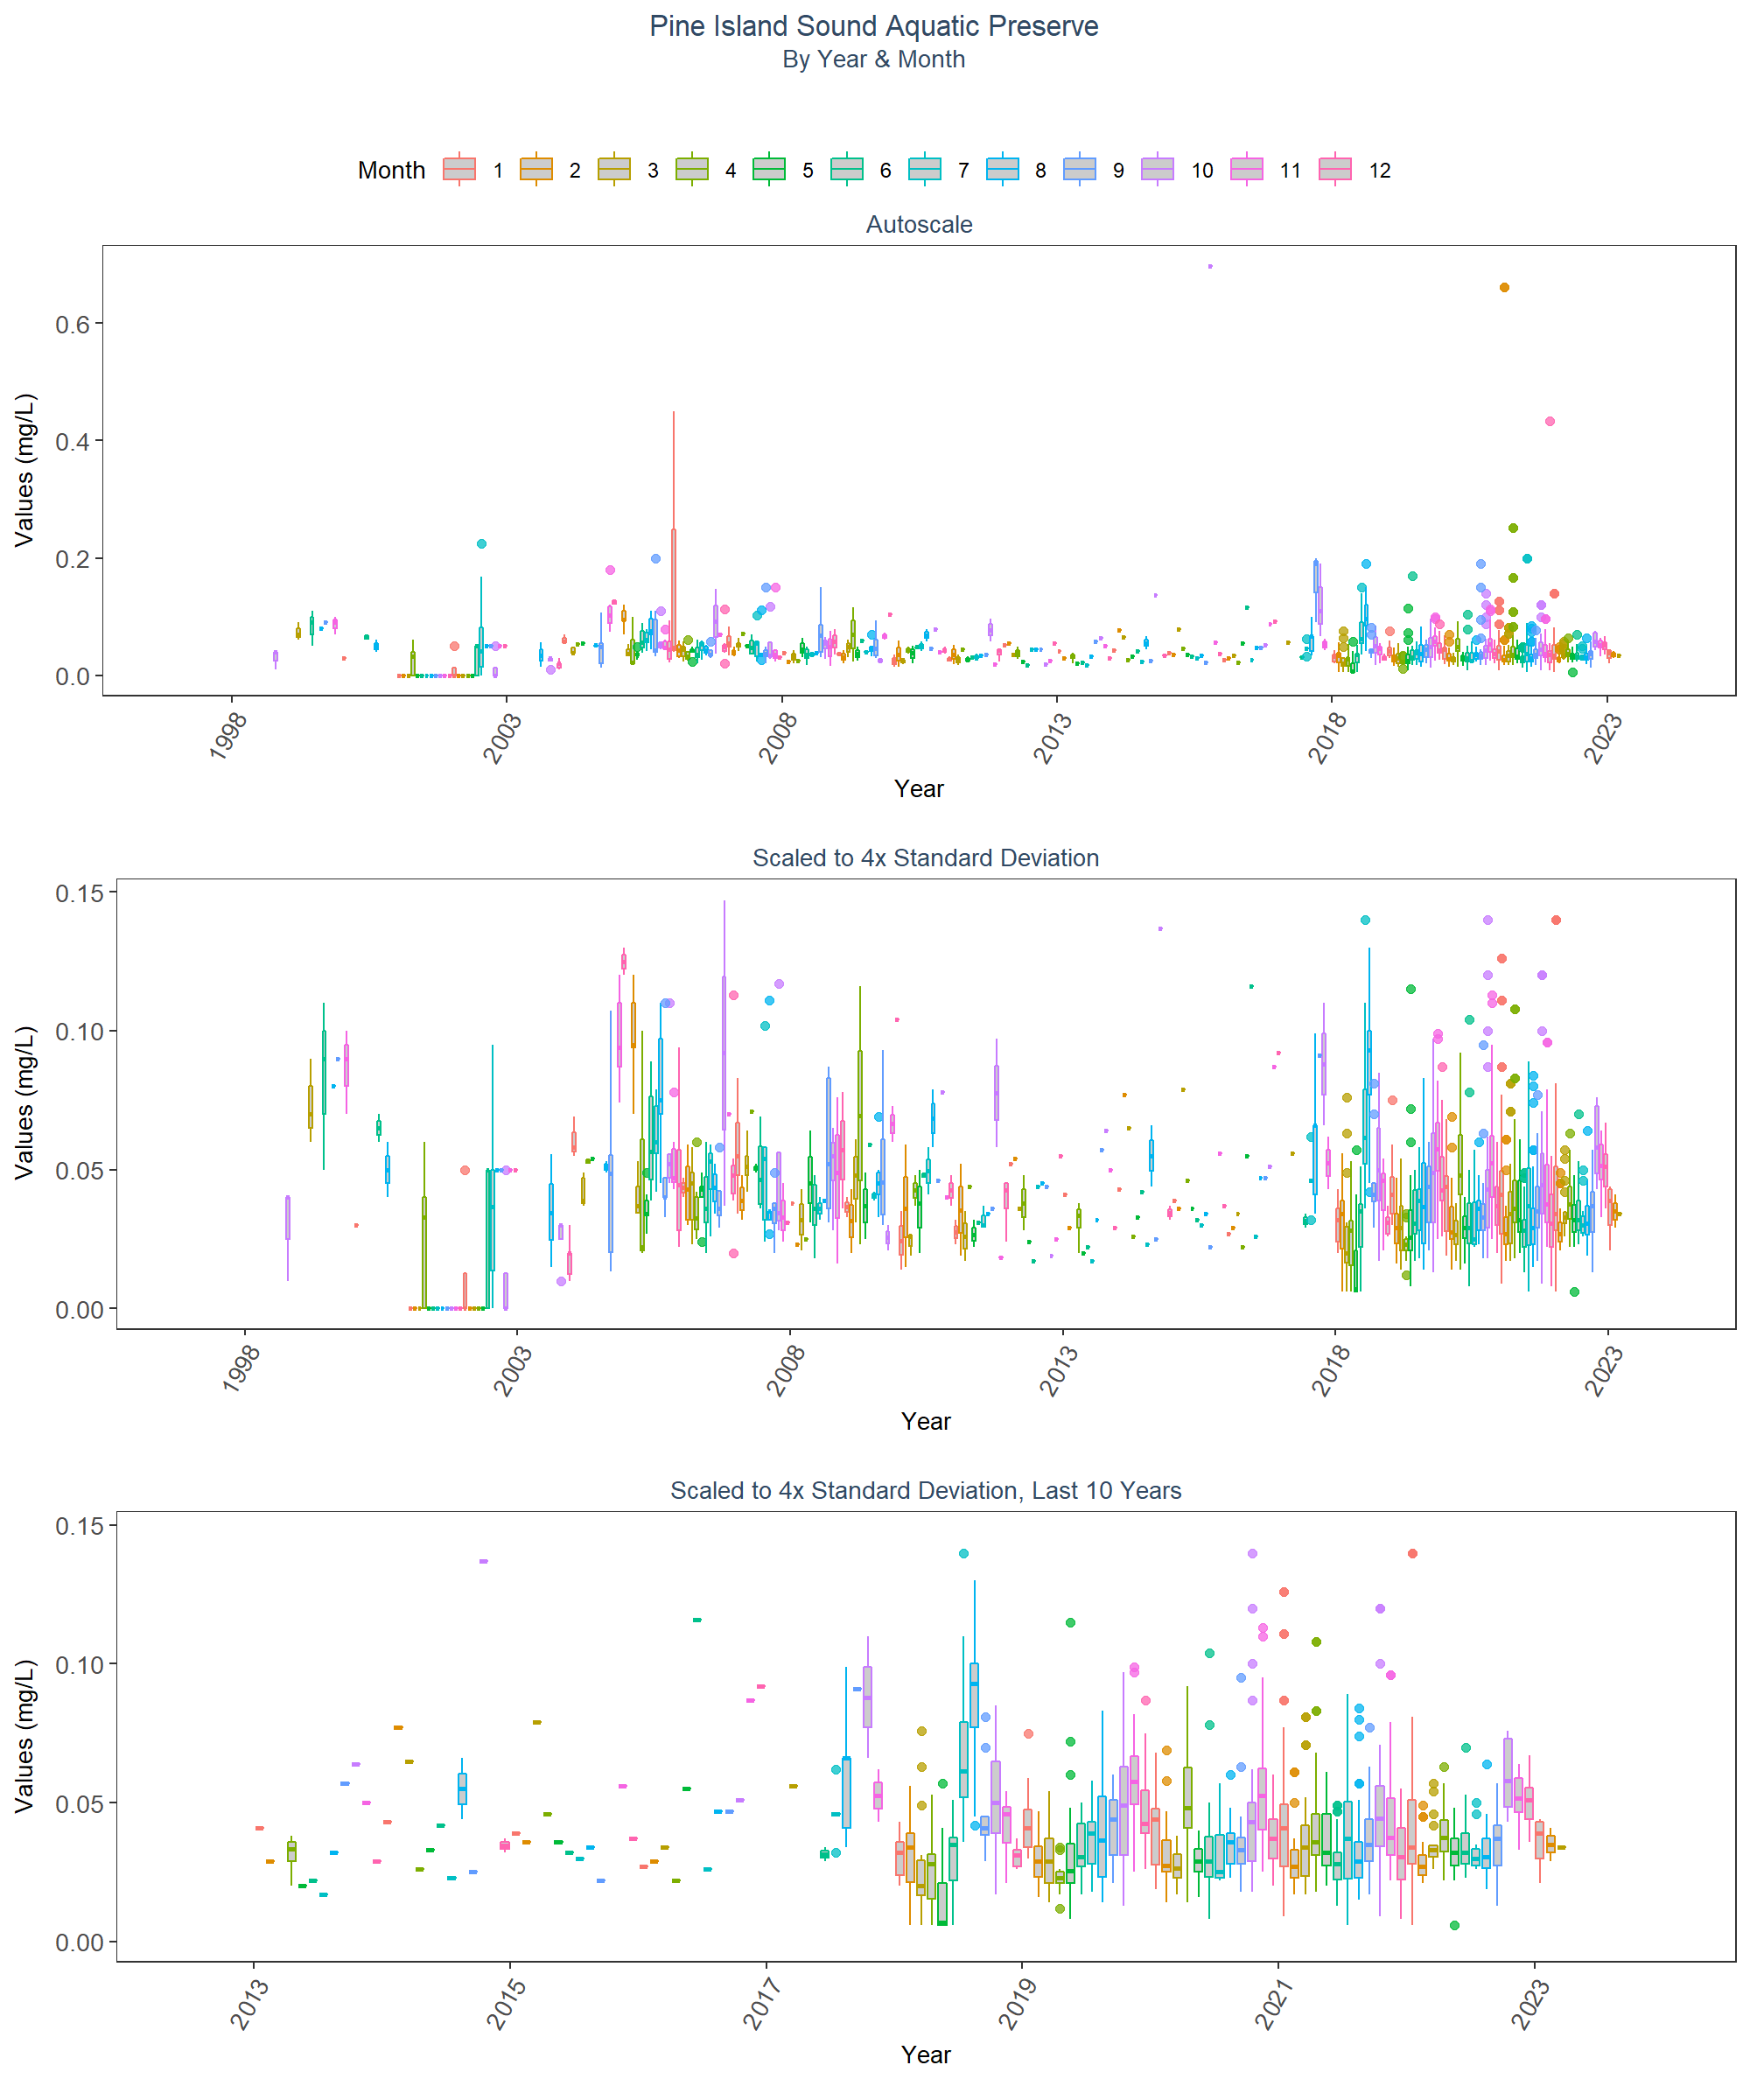 Pine Island Sound Aquatic Preserve
By Year & Month
Month 1 2 3 4 5 6 7 8 9 10 11 12
Autoscale
Values (mg/L)
0.6
0.4
0.2
0.0
1998 2003 2008 2013 2018 2023
Year
Scaled to 4x Standard Deviation
Values (mg/L)
0.15
0.10
0.05
0.00
1998 2003 2008 2013 2018 2023
Year
Scaled to 4x Standard Deviation, Last 10 Years
Values (mg/L)
0.15
0.10
0.05
0.00
2013 2015 2017 2019 2021 2023
Year